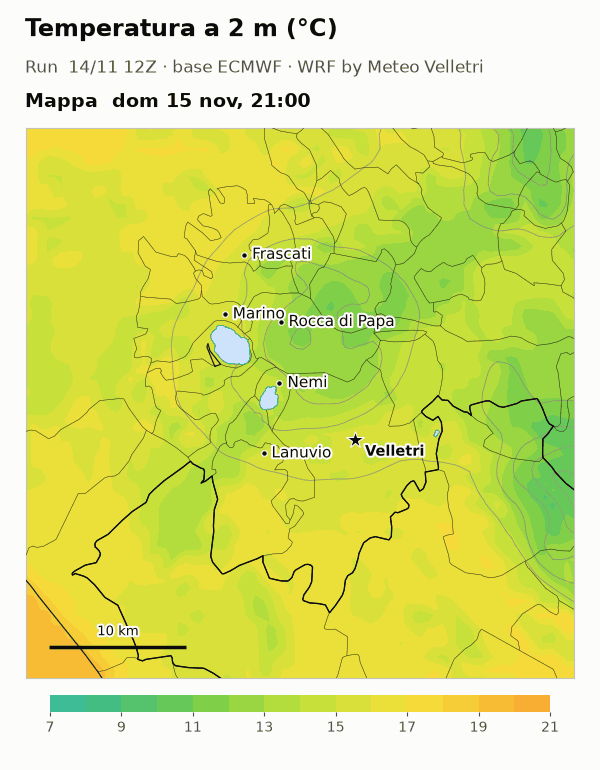 Temperatura a 2 m (°C)
Run  14/11 12Z · base ECMWF · WRF by Meteo Velletri
Mappa  dom 15 nov, 21:00
Frascati
Marino
Rocca di Papa
Nemi
Lanuvio
Velletri
10 km
7 9 11 12 13 15 17 19 21